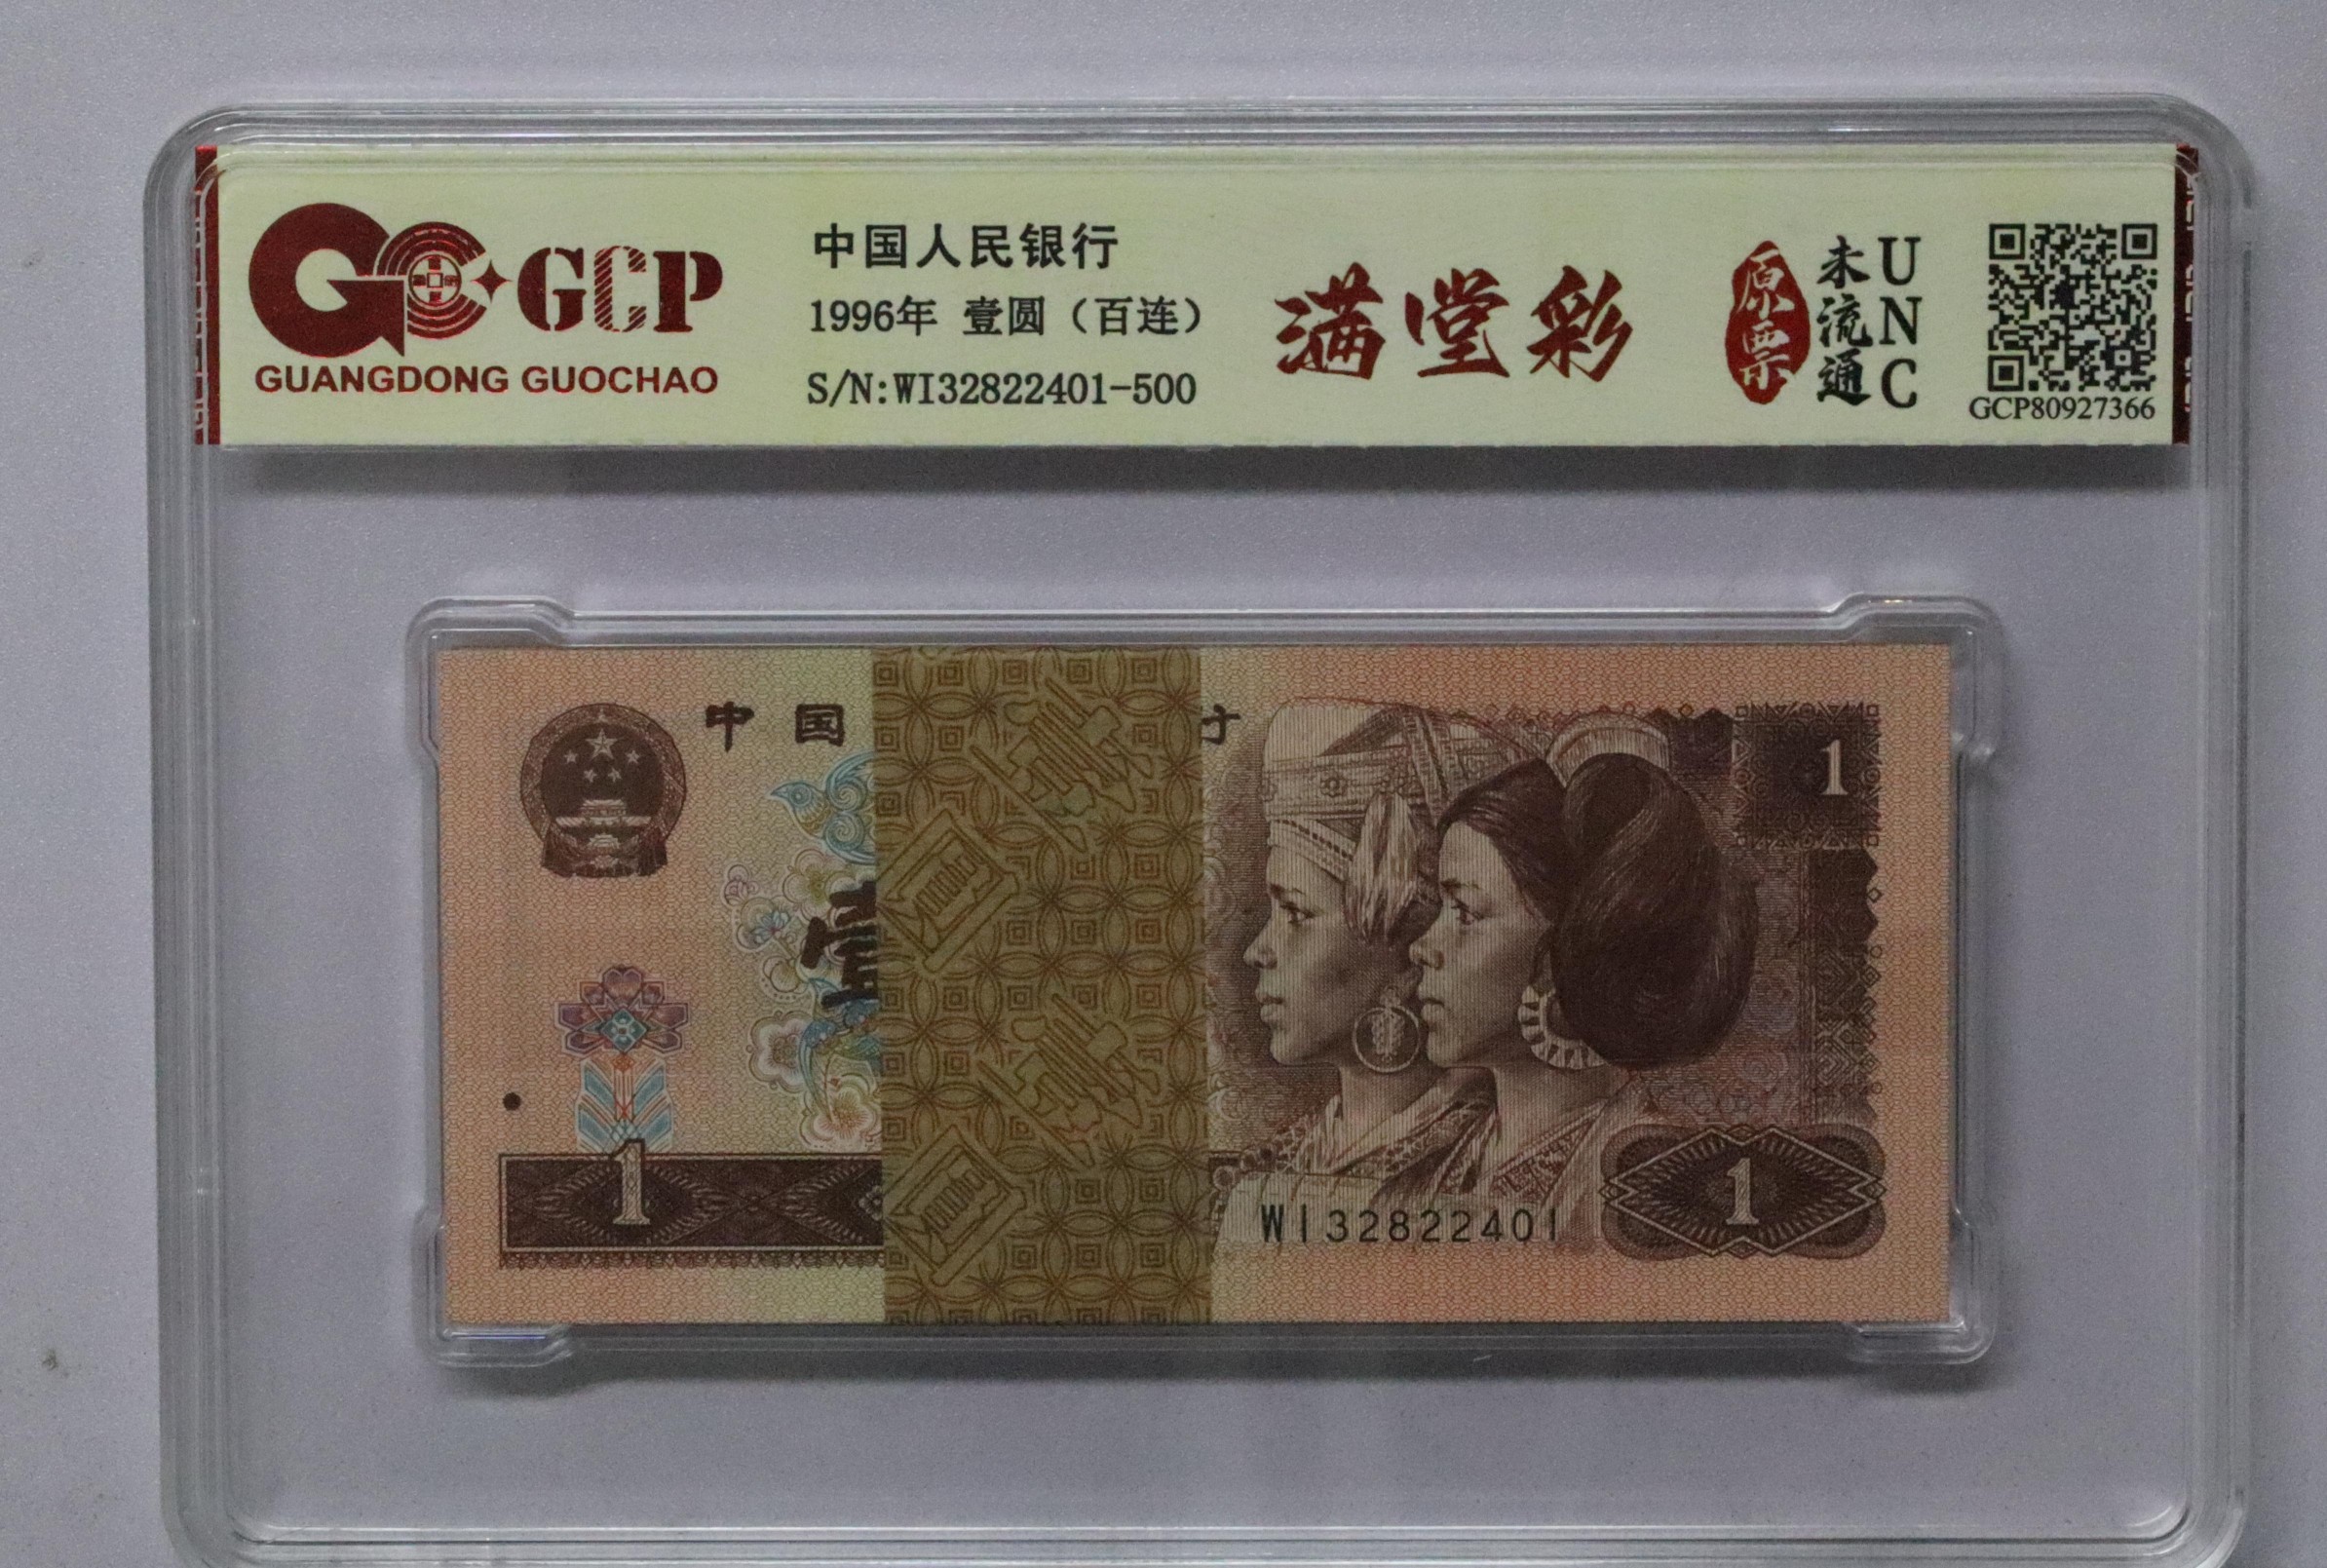 GCP
GUANGDONG GUOCHAO
中国人民银行
1996年 壹圆（百连）
S/N:WI32822401-500
满堂彩
原票
未流通
UNC
GCP80927366
中国
壹
1
1
1
WI32822401